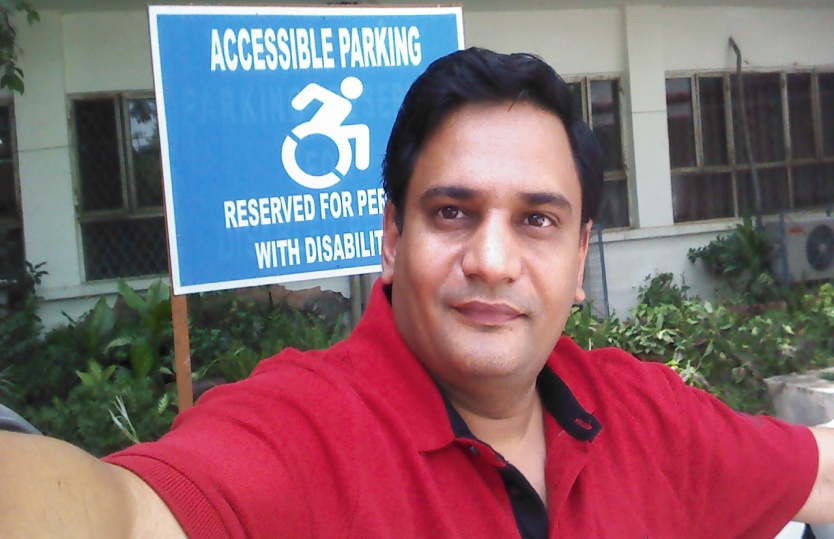 ACCESSIBLE PARKING
RESERVED FOR
WITH